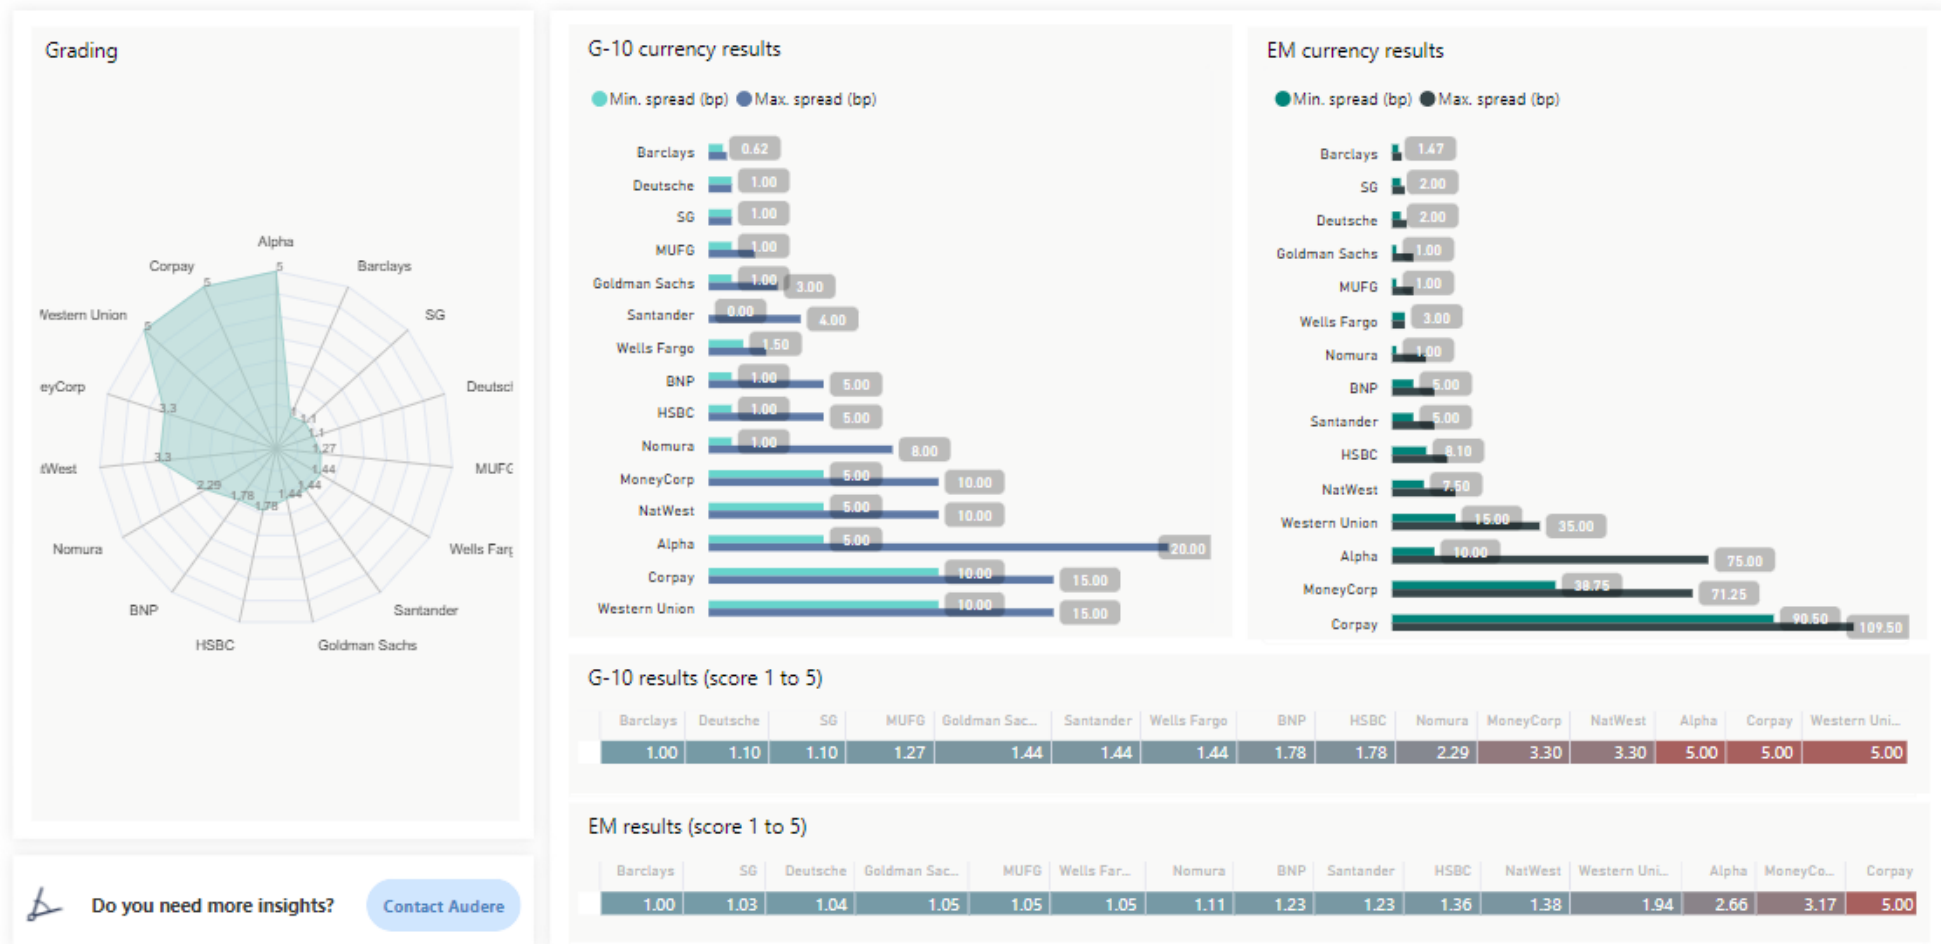 Grading
Alpha
Barclays
SG
Deutscl
MUFG
Wells Farg
Santander
Goldman Sachs
HSBC
BNP
Nomura
tWest
eyCorp
Western Union
Corpay
5
1
1.1
1.1
1.27
1.44
1.44
1.44
1.78
1.78
2.29
3.3
3.3
5
5
Do you need more insights?
Contact Audere
G-10 currency results
Min. spread (bp) Max. spread (bp)
Barclays 0.62
Deutsche 1.00
SG 1.00
MUFG 1.00
Goldman Sachs 1.00 3.00
Santander 0.00 4.00
Wells Fargo 1.50
BNP 1.00 5.00
HSBC 1.00 5.00
Nomura 1.00 8.00
MoneyCorp 5.00 10.00
NatWest 5.00 10.00
Alpha 5.00 20.00
Corpay 10.00 15.00
Western Union 10.00 15.00
EM currency results
Min. spread (bp) Max. spread (bp)
Barclays 1.47
SG 2.00
Deutsche 2.00
Goldman Sachs 1.00
MUFG 1.00
Wells Fargo 3.00
Nomura 1.00
BNP 5.00
Santander 5.00
HSBC 8.10
NatWest 7.50
Western Union 15.00 35.00
Alpha 10.00 75.00
MoneyCorp 38.75 71.25
Corpay 90.50 109.50
G-10 results (score 1 to 5)
Barclays Deutsche SG MUFG Goldman Sac... Santander Wells Fargo BNP HSBC Nomura MoneyCorp NatWest Alpha Corpay Western Uni...
1.00 1.10 1.10 1.27 1.44 1.44 1.44 1.78 1.78 2.29 3.30 3.30 5.00 5.00 5.00
EM results (score 1 to 5)
Barclays SG Deutsche Goldman Sac... MUFG Wells Far... Nomura BNP Santander HSBC NatWest Western Uni... Alpha MoneyCo... Corpay
1.00 1.03 1.04 1.05 1.05 1.05 1.11 1.23 1.23 1.36 1.38 1.94 2.66 3.17 5.00